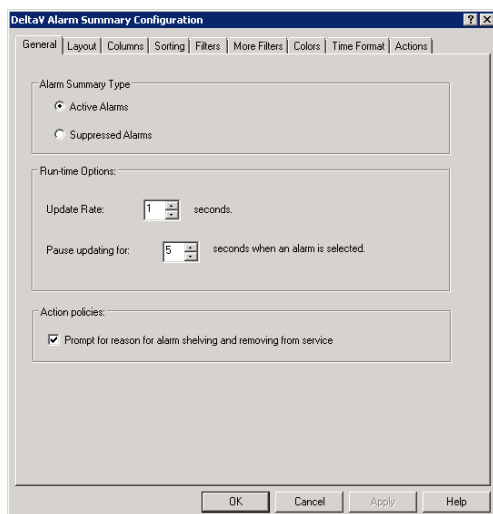 DeltaV Alarm Summary Configuration
General Layout Columns Sorting Filters More Filters Colors Time Format Actions
Alarm Summary Type
Active Alarms
Suppressed Alarms
Run-time Options:
Update Rate: 1 seconds.
Pause updating for: 5 seconds when an alarm is selected.
Action policies:
Prompt for reason for alarm shelving and removing from service
OK Cancel Apply Help